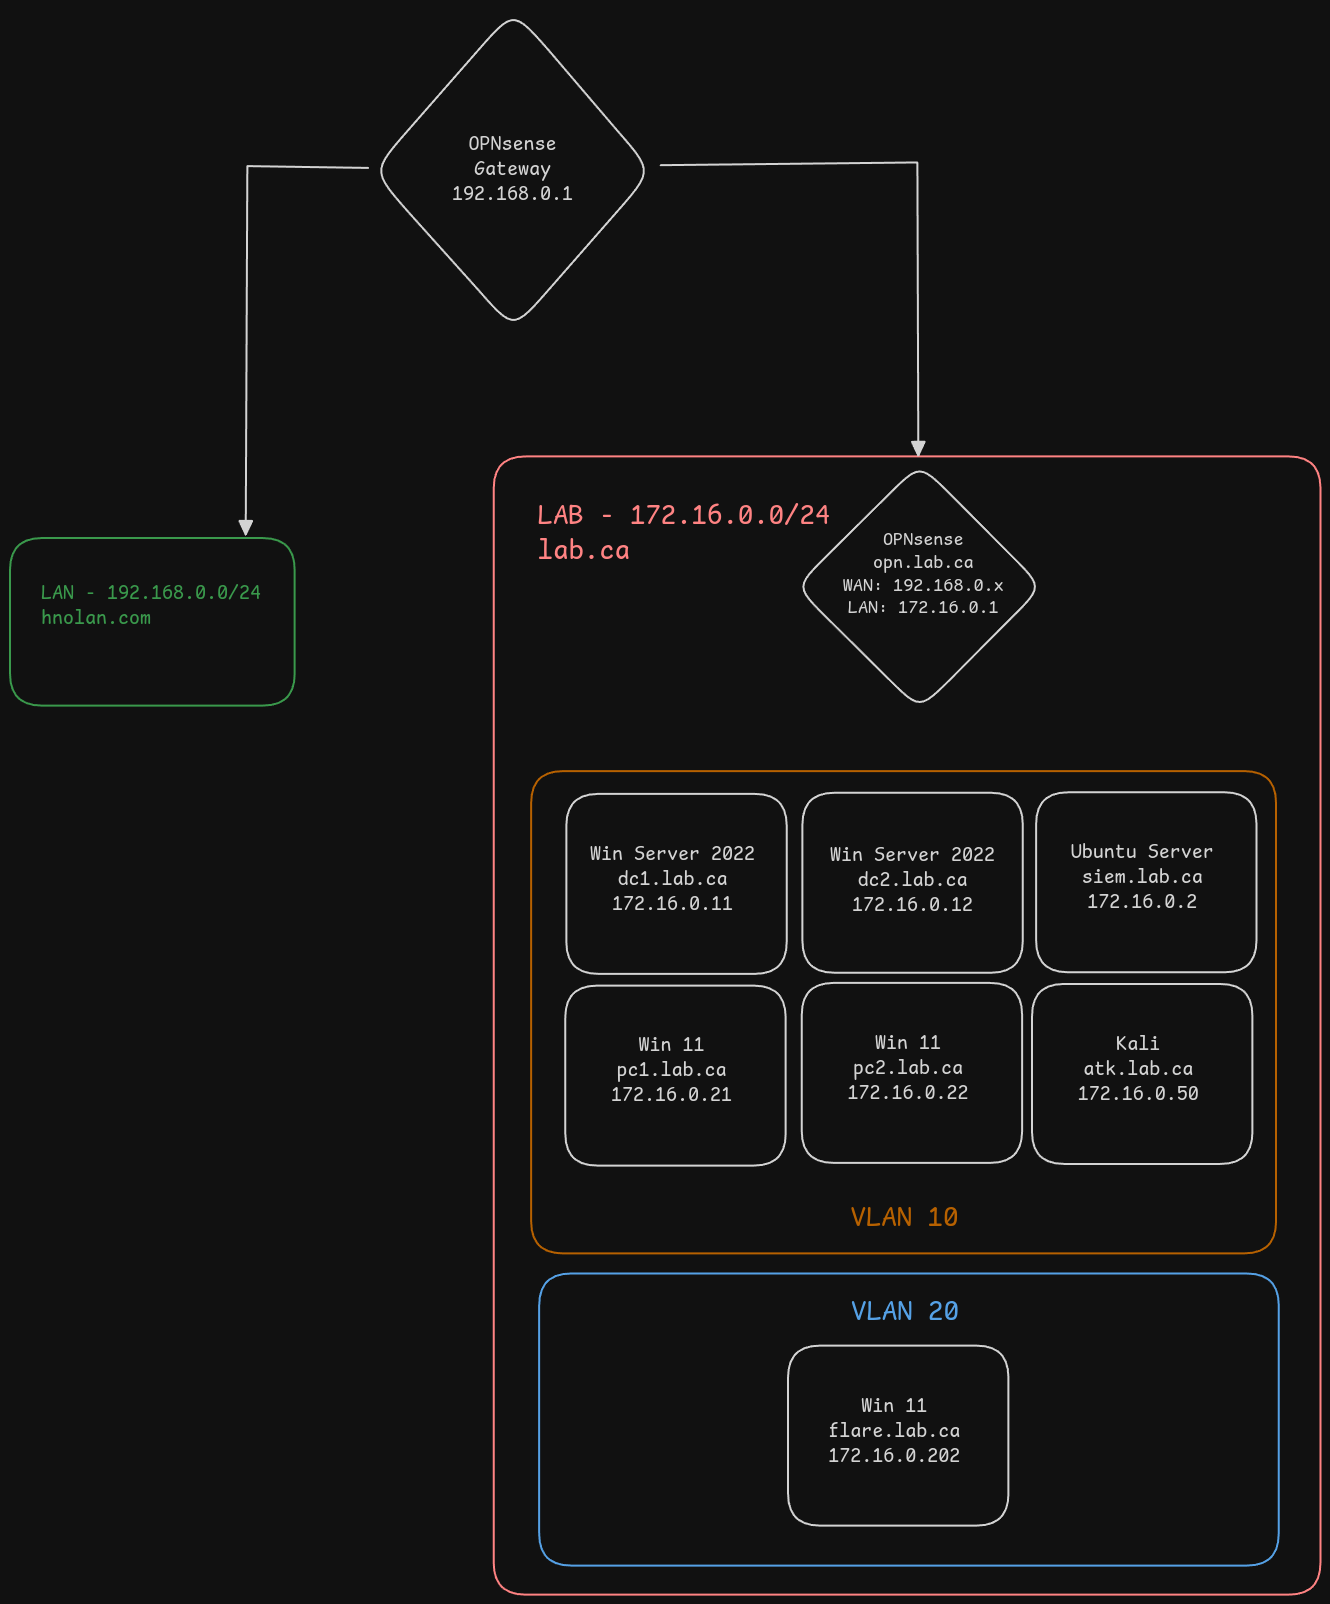 OPNsense
Gateway
192.168.0.1
LAN - 192.168.0.0/24
hnolan.com
LAB - 172.16.0.0/24
lab.ca
OPNsense
opn.lab.ca
WAN: 192.168.0.x
LAN: 172.16.0.1
Win Server 2022
dc1.lab.ca
172.16.0.11
Win Server 2022
dc2.lab.ca
172.16.0.12
Ubuntu Server
siem.lab.ca
172.16.0.2
Win 11
pc1.lab.ca
172.16.0.21
Win 11
pc2.lab.ca
172.16.0.22
Kali
atk.lab.ca
172.16.0.50
VLAN 10
VLAN 20
Win 11
flare.lab.ca
172.16.0.202